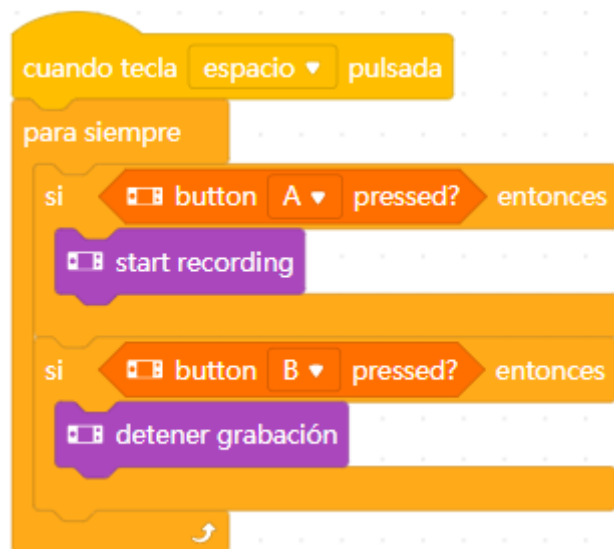 cuando tecla espacio pulsada
para siempre
si button A pressed? entonces
start recording
si button B pressed? entonces
detener grabación